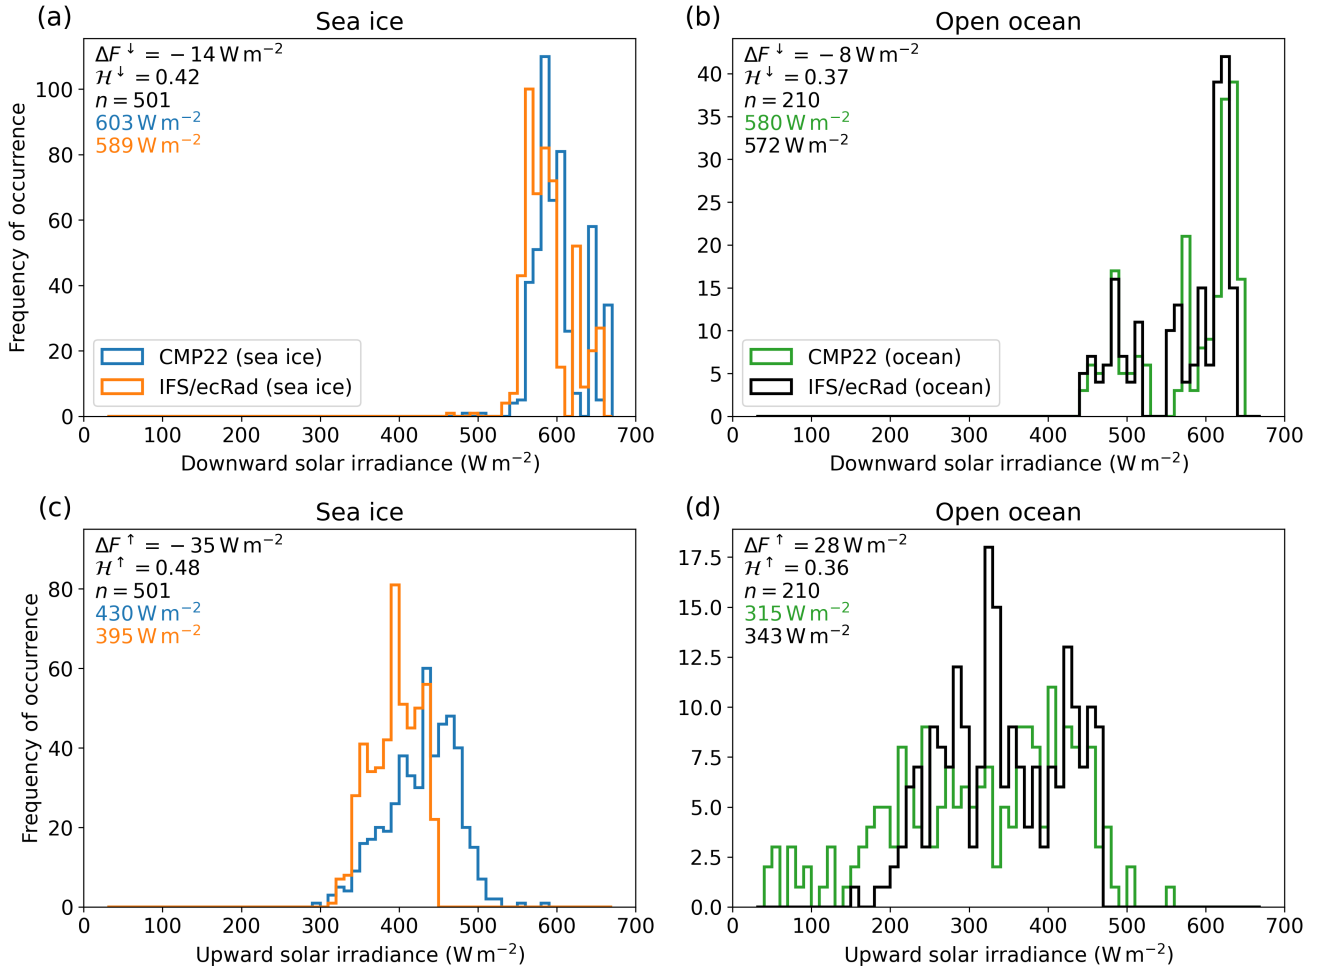 (a)
Sea ice
ΔF↓ = −14 W m⁻²
ℋ↓ = 0.42
n = 501
603 W m⁻²
589 W m⁻²
Frequency of occurrence
100
80
60
40
20
0
CMP22 (sea ice)
IFS/ecRad (sea ice)
0 100 200 300 400 500 600 700
Downward solar irradiance (W m⁻²)
(b)
Open ocean
ΔF↓ = −8 W m⁻²
ℋ↓ = 0.37
n = 210
580 W m⁻²
572 W m⁻²
40
35
30
25
20
15
10
5
0
CMP22 (ocean)
IFS/ecRad (ocean)
0 100 200 300 400 500 600 700
Downward solar irradiance (W m⁻²)
(c)
Sea ice
ΔF↑ = −35 W m⁻²
ℋ↑ = 0.48
n = 501
430 W m⁻²
395 W m⁻²
Frequency of occurrence
80
60
40
20
0
0 100 200 300 400 500 600 700
Upward solar irradiance (W m⁻²)
(d)
Open ocean
ΔF↑ = 28 W m⁻²
ℋ↑ = 0.36
n = 210
315 W m⁻²
343 W m⁻²
17.5
15.0
12.5
10.0
7.5
5.0
2.5
0.0
0 100 200 300 400 500 600 700
Upward solar irradiance (W m⁻²)